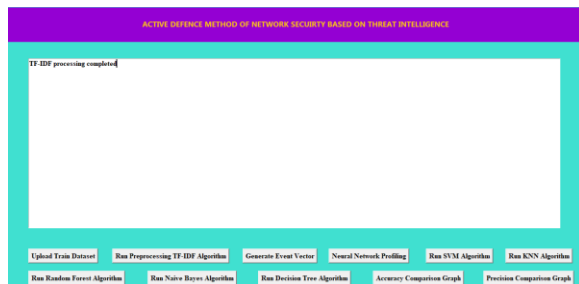 ACTIVE DEFENCE METHOD OF NETWORK SECUIRTY BASED ON THREAT INTELLIGENCE
TF-IDF processing completed
Upload Train Dataset Run Preprocessing TF-IDF Algorithm Generate Event Vector Neural Network Profiling Run SVM Algorithm Run KNN Algorithm
Run Random Forest Algorithm Run Naive Bayes Algorithm Run Decision Tree Algorithm Accuracy Comparison Graph Precision Comparison Graph